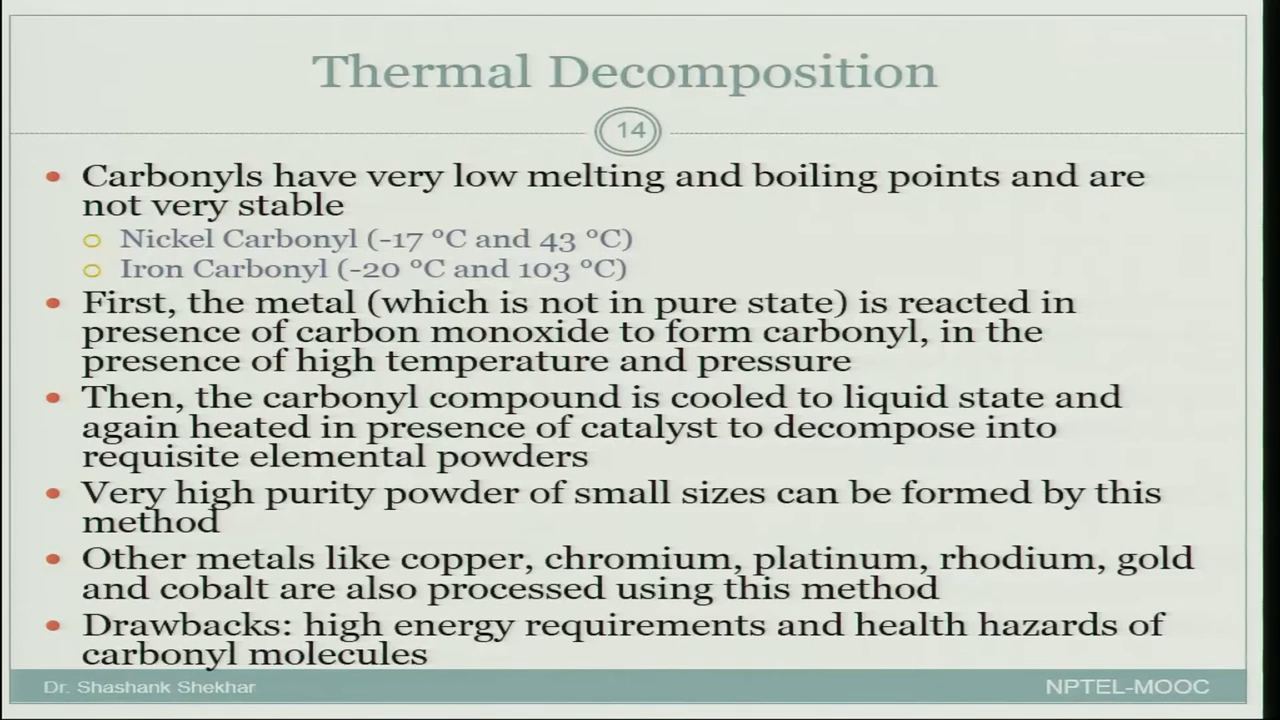 Thermal Decomposition
14
• Carbonyls have very low melting and boiling points and are
not very stable
○ Nickel Carbonyl (-17 °C and 43 °C)
○ Iron Carbonyl (-20 °C and 103 °C)
• First, the metal (which is not in pure state) is reacted in
presence of carbon monoxide to form carbonyl, in the
presence of high temperature and pressure
• Then, the carbonyl compound is cooled to liquid state and
again heated in presence of catalyst to decompose into
requisite elemental powders
• Very high purity powder of small sizes can be formed by this
method
• Other metals like copper, chromium, platinum, rhodium, gold
and cobalt are also processed using this method
• Drawbacks: high energy requirements and health hazards of
carbonyl molecules
Dr. Shashank Shekhar
NPTEL-MOOC